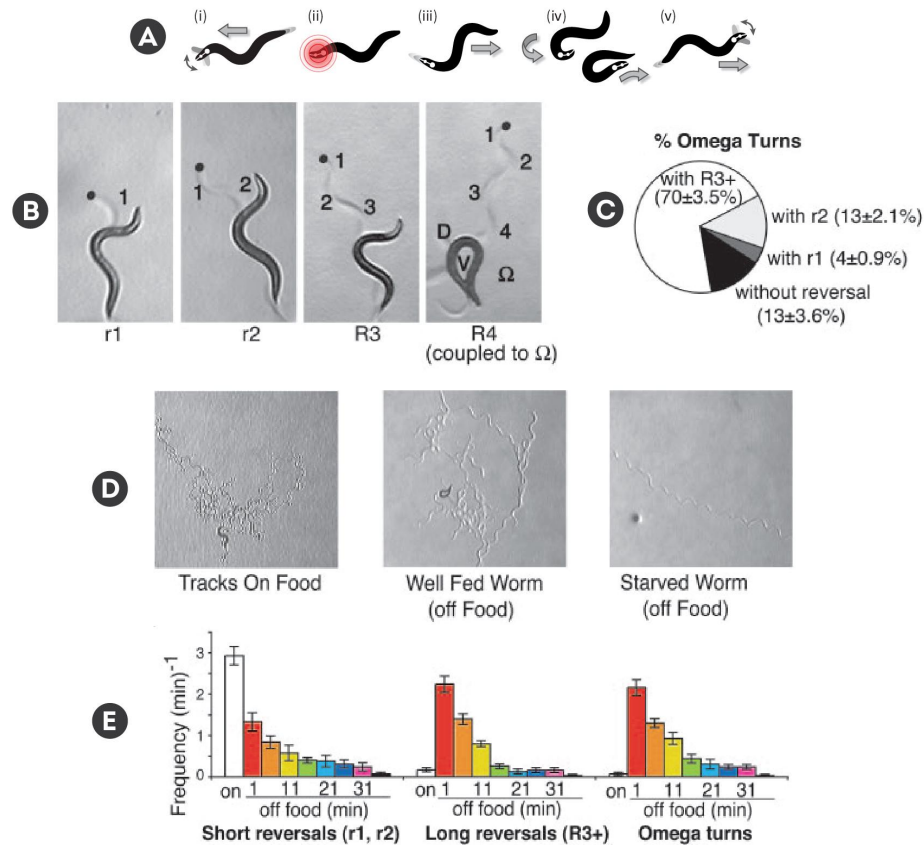 A
(i)
(ii)
(iii)
(iv)
(v)
B
1
r1
1
2
r2
1
2
3
R3
1
2
3
4
D
V
Ω
R4
(coupled to Ω)
C
% Omega Turns
with R3+
(70±3.5%)
with r2 (13±2.1%)
with r1 (4±0.9%)
without reversal
(13±3.6%)
D
Tracks On Food
Well Fed Worm
(off Food)
Starved Worm
(off Food)
E
Frequency (min)-1
3
2
1
0
on 1 11 21 31
off food (min)
Short reversals (r1, r2)
on 1 11 21 31
off food (min)
Long reversals (R3+)
on 1 11 21 31
off food (min)
Omega turns